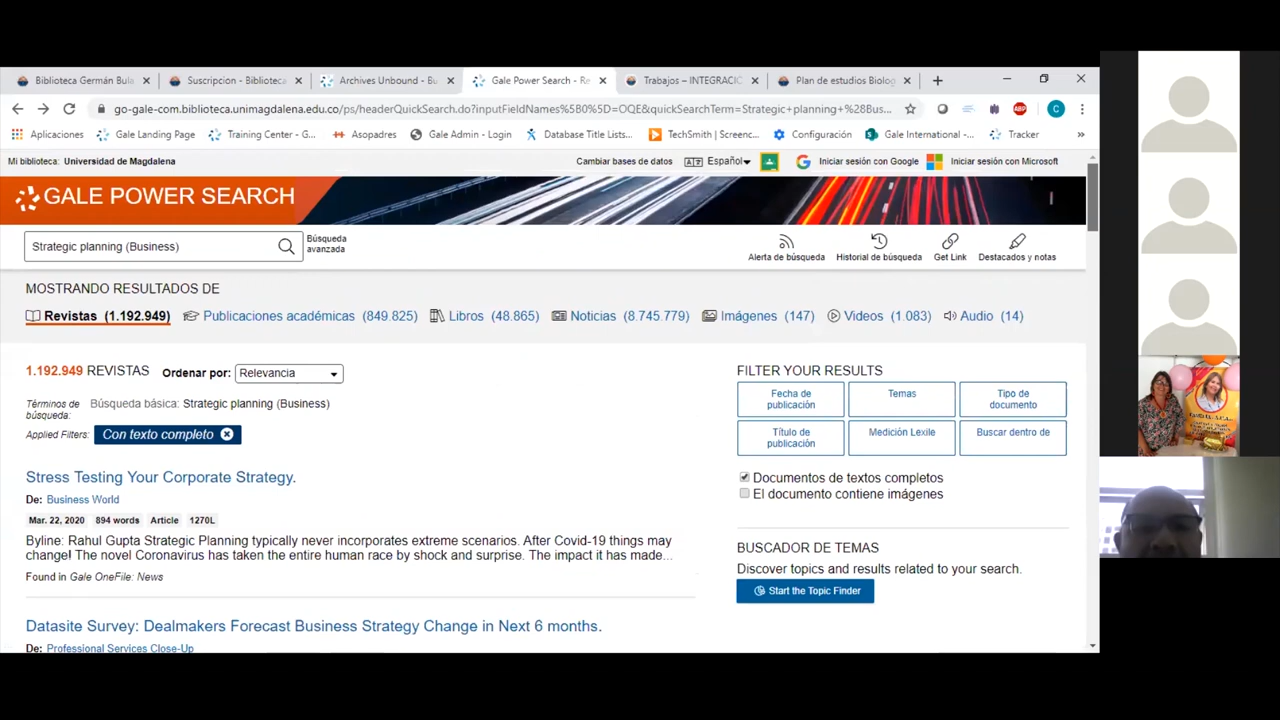 Biblioteca Germán Bula
Suscripcion - Biblioteca
Archives Unbound - Bu
Gale Power Search - Re
Trabajos – INTEGRACIO
Plan de estudios Biolog
go-gale-com.biblioteca.unimagdalena.edu.co/ps/headerQuickSearch.do?inputFieldNames%5B0%5D=OQE&quickSearchTerm=Strategic+planning+%28Bus...
C
ABP
Aplicaciones
Gale Landing Page
Training Center - G...
Asopadres
Gale Admin - Login
Database Title Lists...
TechSmith | Screenc...
Configuración
Gale International -...
Tracker
»
Mi biblioteca: Universidad de Magdalena
Cambiar bases de datos
Español
Iniciar sesión con Google
Iniciar sesión con Microsoft
GALE POWER SEARCH
Strategic planning (Business)
Búsqueda
avanzada
Alerta de búsqueda
Historial de búsqueda
Get Link
Destacados y notas
MOSTRANDO RESULTADOS DE
Revistas (1.192.949)
Publicaciones académicas (849.825)
Libros (48.865)
Noticias (8.745.779)
Imágenes (147)
Videos (1.083)
Audio (14)
1.192.949 REVISTAS
Ordenar por: Relevancia
Términos de
búsqueda:
Búsqueda básica: Strategic planning (Business)
Applied Filters: Con texto completo
Stress Testing Your Corporate Strategy.
De: Business World
Mar. 22, 2020 894 words Article 1270L
Byline: Rahul Gupta Strategic Planning typically never incorporates extreme scenarios. After Covid-19 things may
change! The novel Coronavirus has taken the entire human race by shock and surprise. The impact it has made...
Found in Gale OneFile: News
Datasite Survey: Dealmakers Forecast Business Strategy Change in Next 6 months.
De: Professional Services Close-Up
FILTER YOUR RESULTS
Fecha de
publicación
Temas
Tipo de
documento
Título de
publicación
Medición Lexile
Buscar dentro de
Documentos de textos completos
El documento contiene imágenes
BUSCADOR DE TEMAS
Discover topics and results related to your search.
Start the Topic Finder